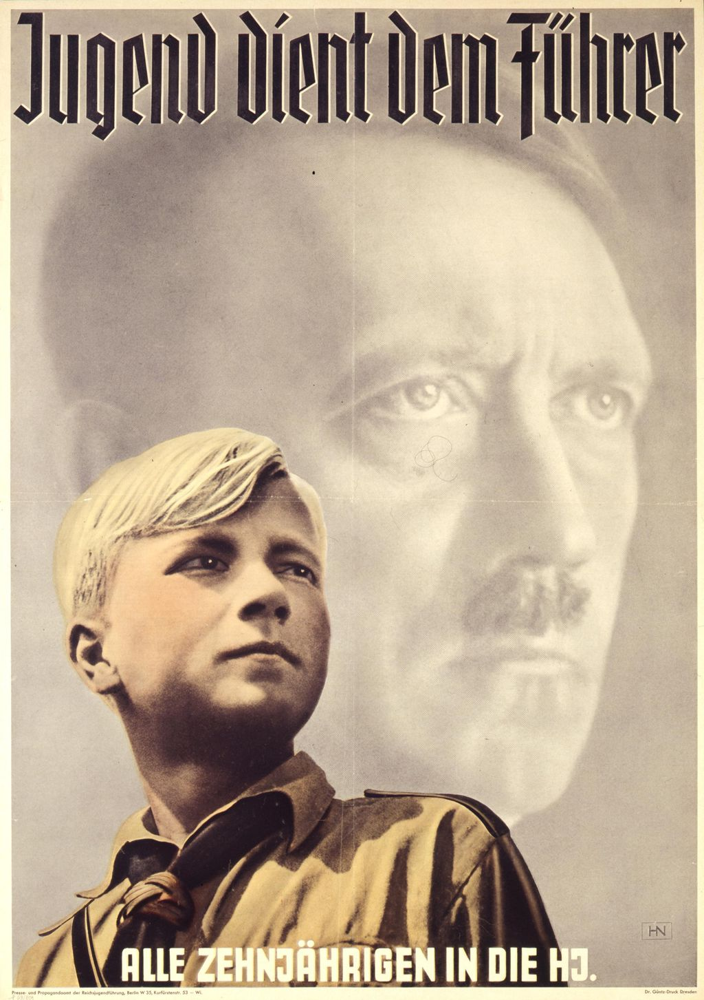 Jugend dient dem Führer
HN
ALLE ZEHNJÄHRIGEN IN DIE HJ.
Presse- und Propagandaamt der Reichsjugendführung, Berlin W 35, Kurfürstenstr. 53 — Wi.
Dr. Güntz-Druck Dresden